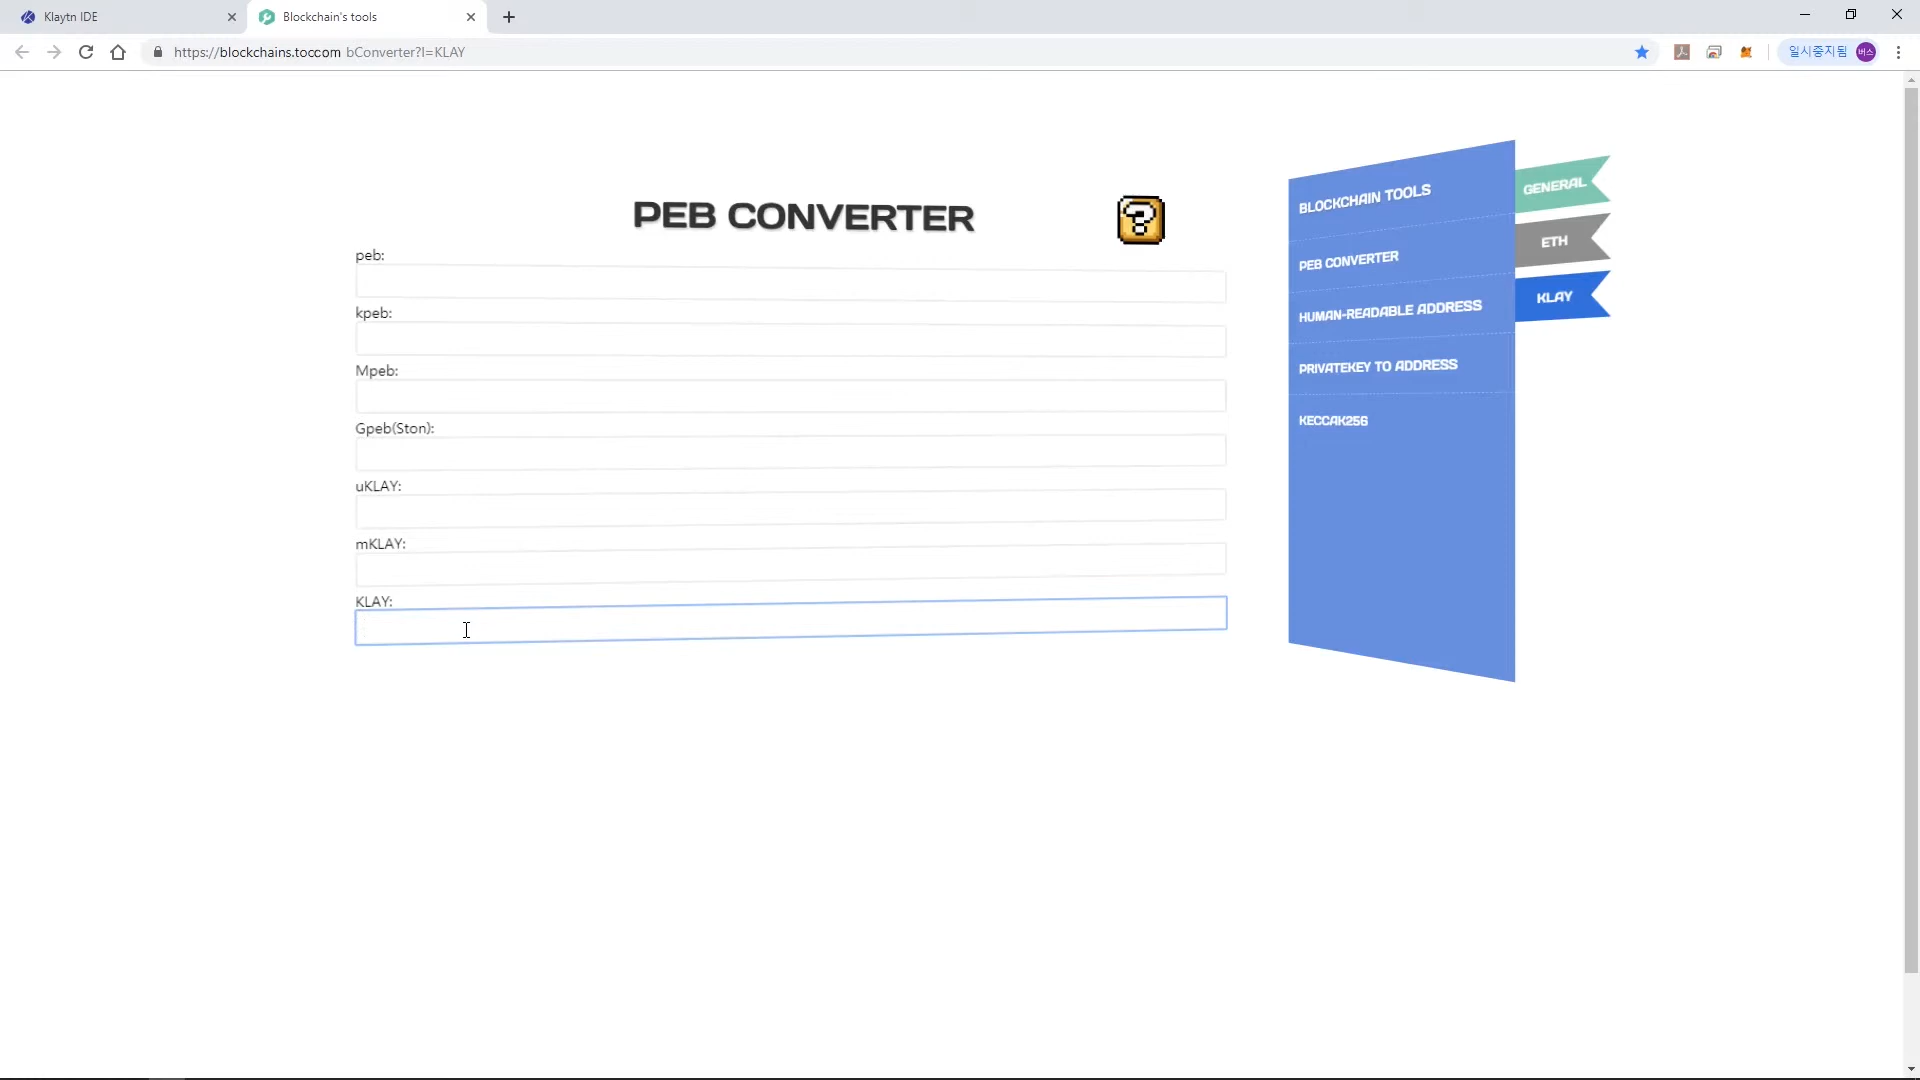 Klaytn IDE
Blockchain's tools
https://blockchains.toccom bConverter?l=KLAY
일시중지됨 버스
PEB CONVERTER
peb:
kpeb:
Mpeb:
Gpeb(Ston):
uKLAY:
mKLAY:
KLAY:
BLOCKCHAIN TOOLS
PEB CONVERTER
HUMAN-READABLE ADDRESS
PRIVATEKEY TO ADDRESS
KECCAK256
GENERAL
ETH
KLAY